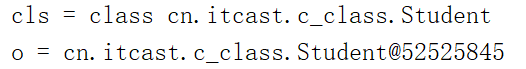 cls = class cn.itcast.c_class.Student
o = cn.itcast.c_class.Student@52525845